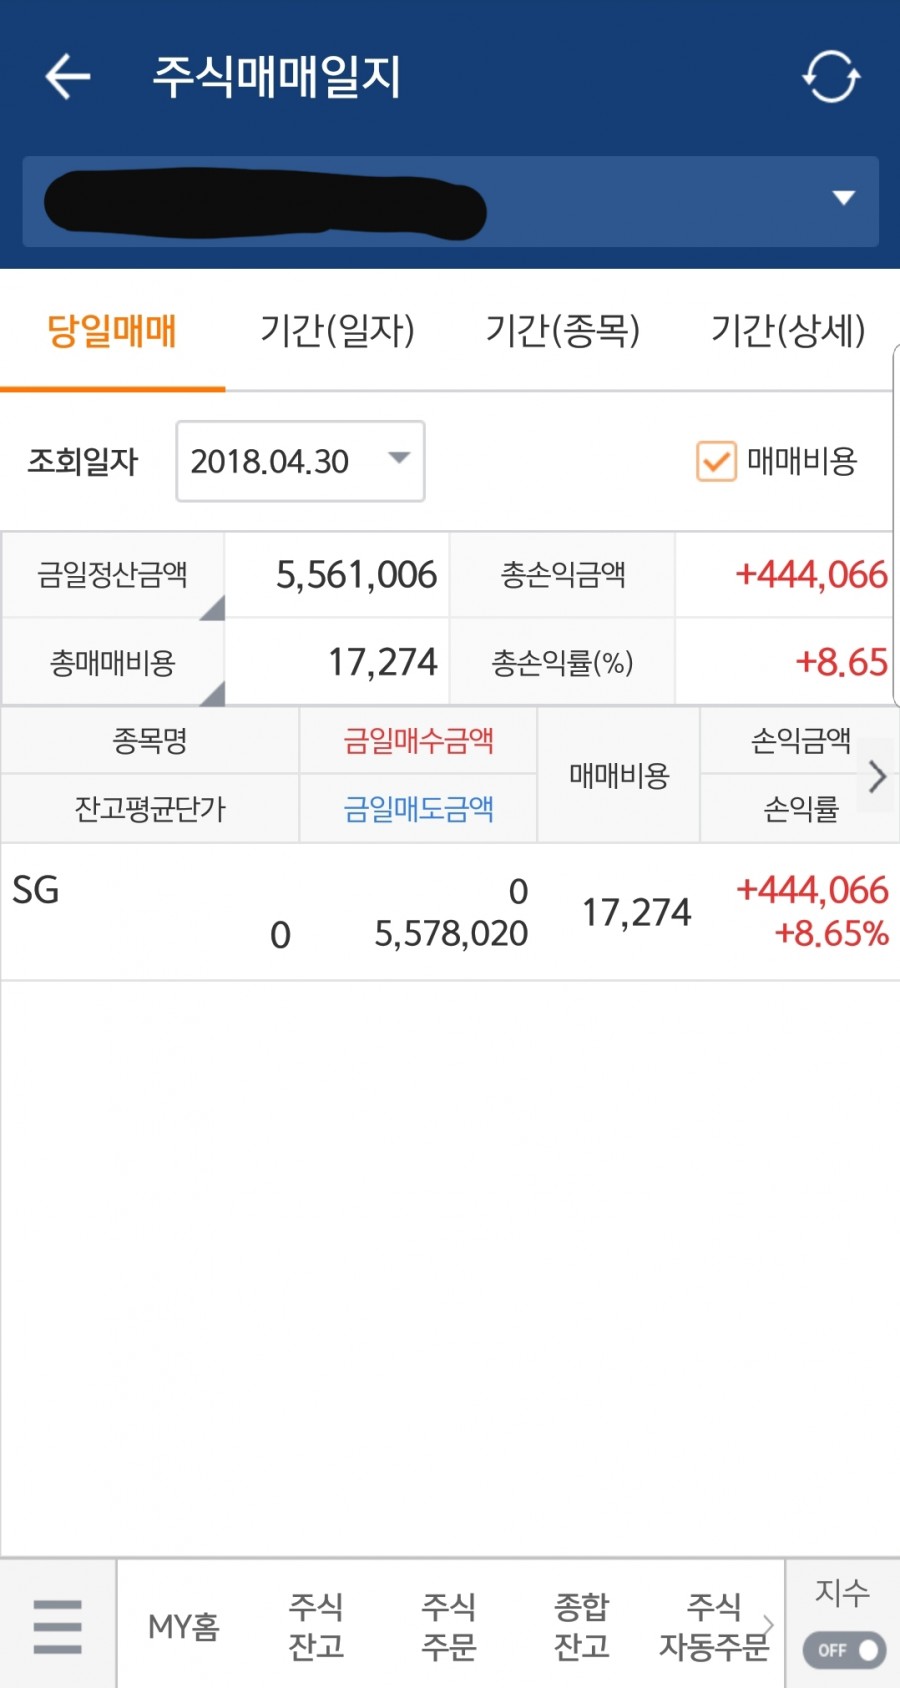 주식매매일지
당일매매 기간(일자) 기간(종목) 기간(상세)
조회일자 2018.04.30 매매비용
금일정산금액 5,561,006 총손익금액 +444,066
총매매비용 17,274 총손익률(%) +8.65
종목명 금일매수금액 매매비용 손익금액
잔고평균단가 금일매도금액 손익률
SG 0 17,274 +444,066
0 5,578,020 +8.65%
MY홈 주식 잔고 주식 주문 종합 잔고 주식 자동주문 지수
OFF